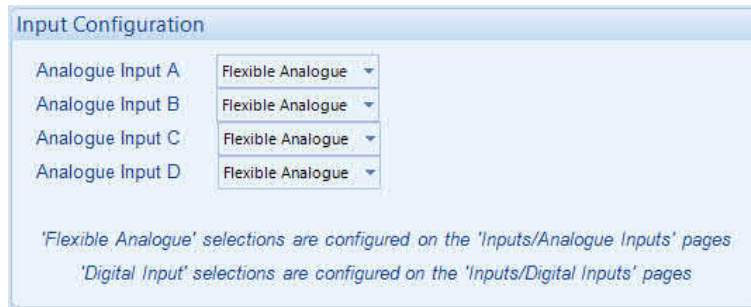 Input Configuration
Analogue Input A Flexible Analogue
Analogue Input B Flexible Analogue
Analogue Input C Flexible Analogue
Analogue Input D Flexible Analogue
'Flexible Analogue' selections are configured on the 'Inputs/Analogue Inputs' pages
'Digital Input' selections are configured on the 'Inputs/Digital Inputs' pages